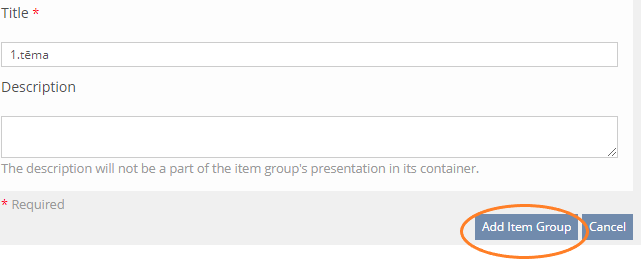 Title *
1.tēma
Description
The description will not be a part of the item group's presentation in its container.
* Required
Add Item Group Cancel